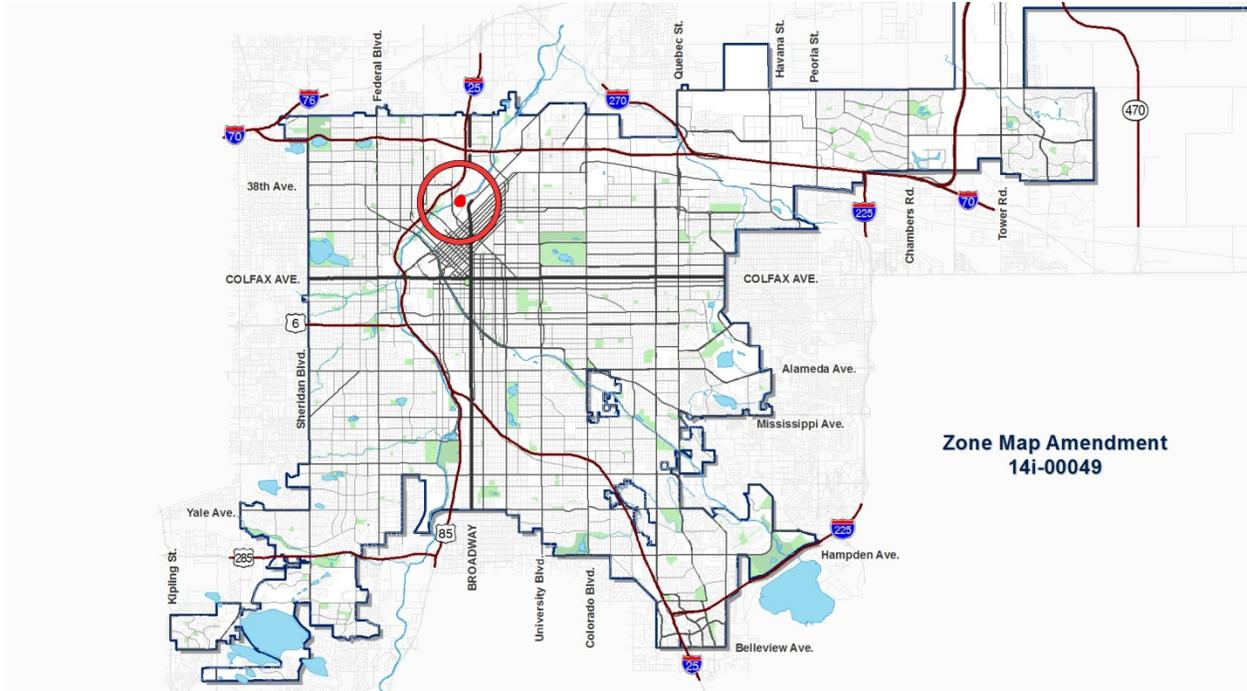 Federal Blvd.
Quebec St.
Havana St.
Peoria St.
25
76
270
70
470
38th Ave.
225
Chambers Rd.
70
Tower Rd.
COLFAX AVE.
COLFAX AVE.
6
Sheridan Blvd.
Alameda Ave.
Mississippi Ave.
Zone Map Amendment
14i-00049
Yale Ave.
85
BROADWAY
225
285
Hampden Ave.
Kipling St.
University Blvd.
Colorado Blvd.
Belleview Ave.
25